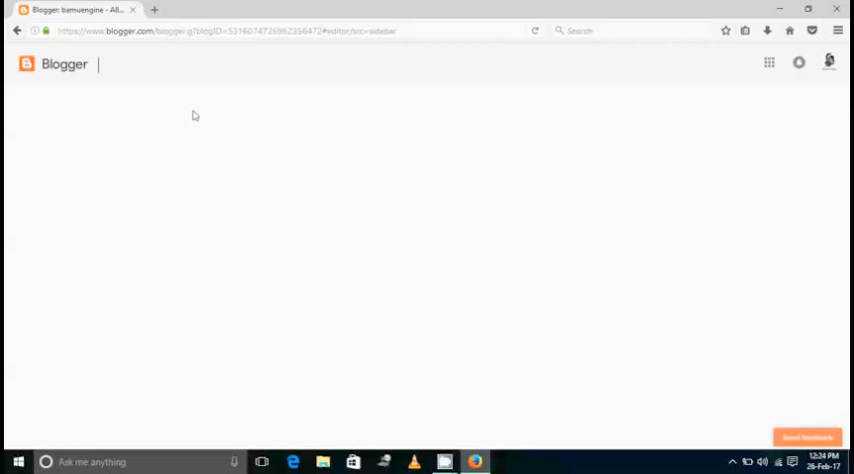 Blogger: bemuengine - All...
https://www.blogger.com/blogger.g?blogID=5316074726962356472#editor/src=sidebar
Search
Blogger
Send feedback
Ask me anything
12:24 PM
26-Feb-17